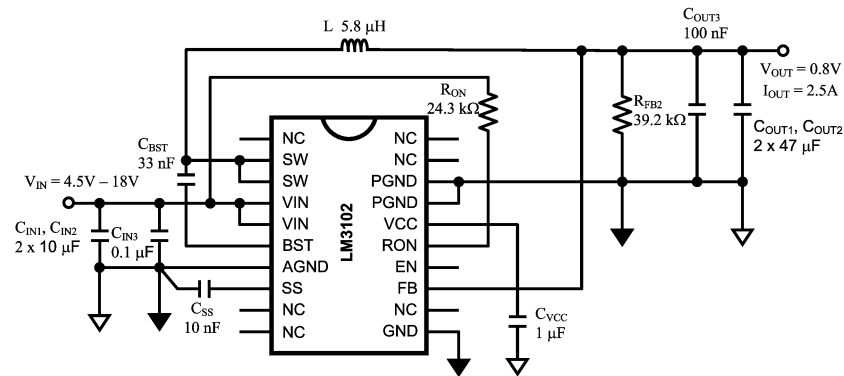 L 5.8 μH
C_OUT3
100 nF
V_OUT = 0.8V
I_OUT = 2.5A
R_ON
24.3 kΩ
R_FB2
39.2 kΩ
C_OUT1, C_OUT2
2 x 47 μF
C_BST
33 nF
V_IN = 4.5V – 18V
C_IN1, C_IN2
2 x 10 μF
C_IN3
0.1 μF
C_SS
10 nF
NC
SW
SW
VIN
VIN
BST
AGND
SS
NC
NC
LM3102
NC
NC
PGND
PGND
VCC
RON
EN
FB
NC
GND
C_VCC
1 μF